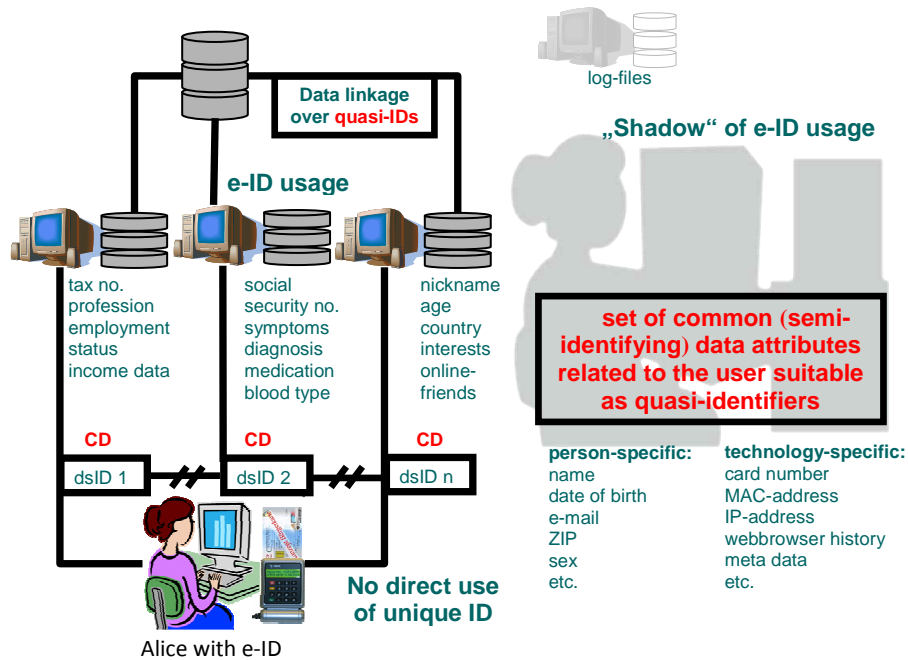 log-files
Data linkage
over quasi-IDs
„Shadow“ of e-ID usage
e-ID usage
tax no.
profession
employment
status
income data
social
security no.
symptoms
diagnosis
medication
blood type
nickname
age
country
interests
online-
friends
set of common (semi-
identifying) data attributes
related to the user suitable
as quasi-identifiers
CD
CD
CD
dsID 1
dsID 2
dsID n
person-specific:
name
date of birth
e-mail
ZIP
sex
etc.
technology-specific:
card number
MAC-address
IP-address
webbrowser history
meta data
etc.
No direct use
of unique ID
Alice with e-ID